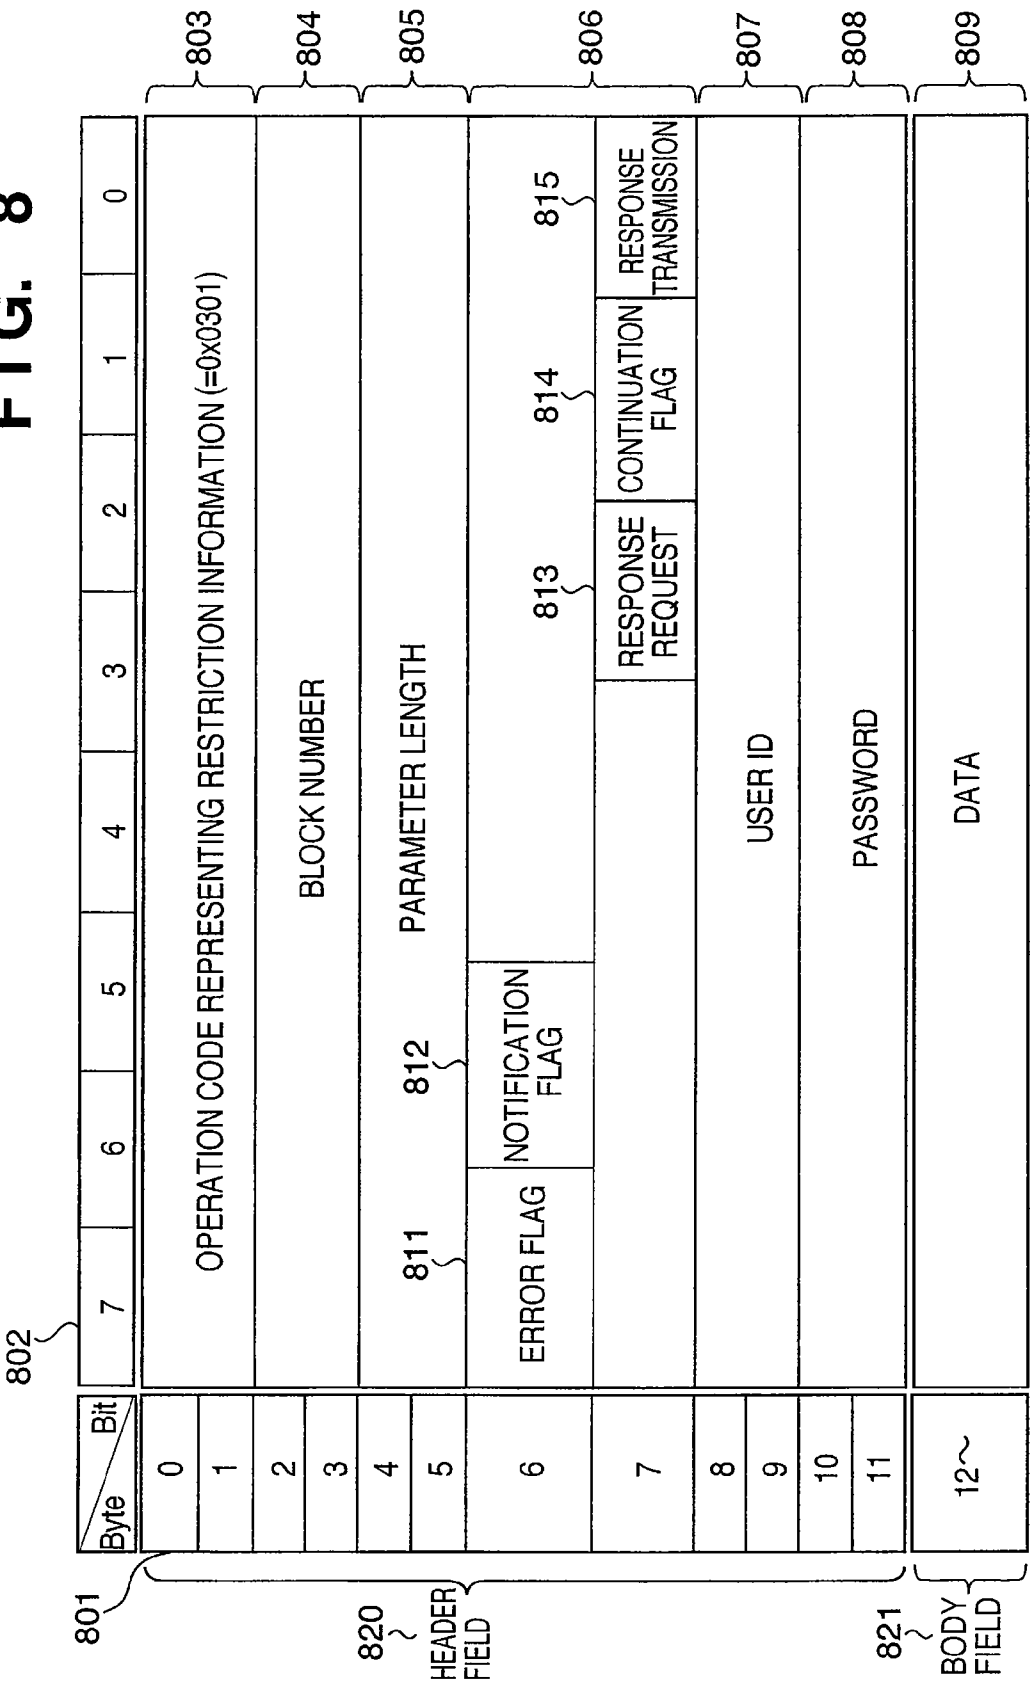 FIG. 8
802
801
Byte Bit 7 6 5 4 3 2 1 0
0
1
OPERATION CODE REPRESENTING RESTRICTION INFORMATION (=0x0301)
803
2
3
BLOCK NUMBER
804
4
5
PARAMETER LENGTH
805
811
812
6
ERROR FLAG
NOTIFICATION
FLAG
806
813
814
815
7
RESPONSE
REQUEST
CONTINUATION
FLAG
RESPONSE
TRANSMISSION
8
9
USER ID
807
10
11
PASSWORD
808
820
HEADER
FIELD
12~
DATA
809
821
BODY
FIELD